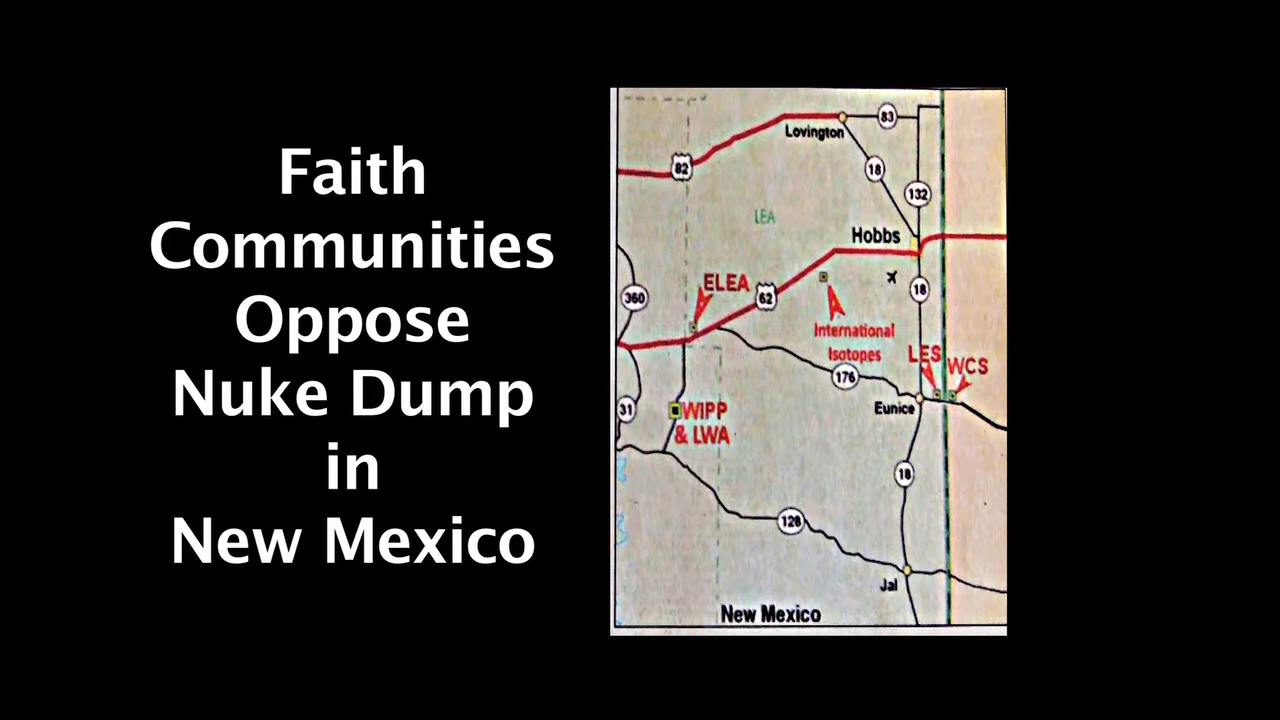 Faith
Communities
Oppose
Nuke Dump
in
New Mexico
Lovington
83
82
18
132
LEA
Hobbs
ELEA
62
360
18
International
Isotopes
LES
WCS
176
31
WIPP
& LWA
Eunice
18
128
Jal
New Mexico